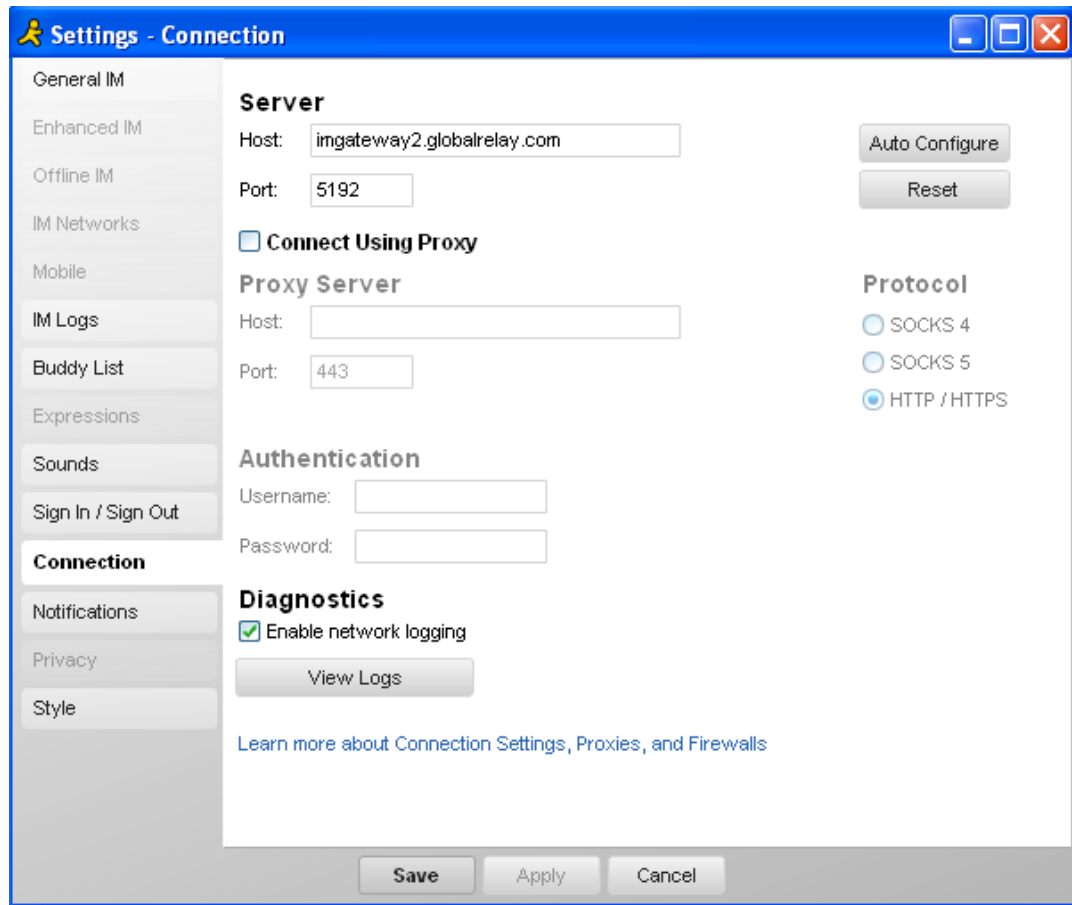 Settings - Connection
General IM
Enhanced IM
Offline IM
IM Networks
Mobile
IM Logs
Buddy List
Expressions
Sounds
Sign In / Sign Out
Connection
Notifications
Privacy
Style
Server
Host: imgateway2.globalrelay.com
Auto Configure
Port: 5192
Reset
Connect Using Proxy
Proxy Server
Protocol
Host:
SOCKS 4
SOCKS 5
Port: 443
HTTP / HTTPS
Authentication
Username:
Password:
Diagnostics
Enable network logging
View Logs
Learn more about Connection Settings, Proxies, and Firewalls
Save Apply Cancel